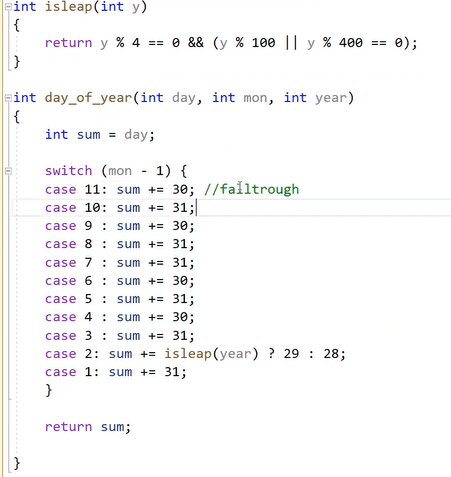 int isleap(int y)
{
    return y % 4 == 0 && (y % 100 || y % 400 == 0);
}

int day_of_year(int day, int mon, int year)
{
    int sum = day;

    switch (mon - 1) {
    case 11: sum += 30; //falltrough
    case 10: sum += 31;
    case 9 : sum += 30;
    case 8 : sum += 31;
    case 7 : sum += 31;
    case 6 : sum += 30;
    case 5 : sum += 31;
    case 4 : sum += 30;
    case 3 : sum += 31;
    case 2: sum += isleap(year) ? 29 : 28;
    case 1: sum += 31;
    }

    return sum;

}